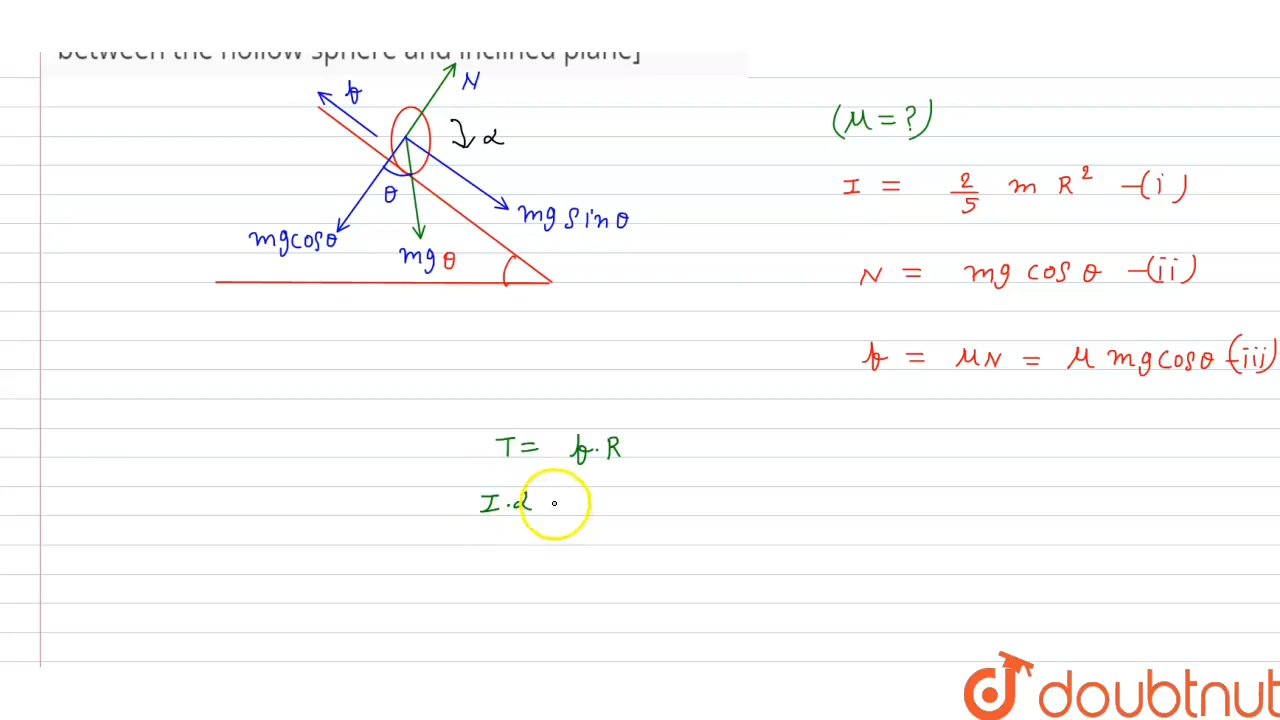 between the hollow sphere and inclined plane]
f
N
α
θ
mg sinθ
mgcosθ
mg θ
(μ = ?)
I = 2/5 m R² -(i)
N = mg cos θ -(ii)
f = μN = μ mg cosθ -(iii)
T = f·R
I·α
doubtnut